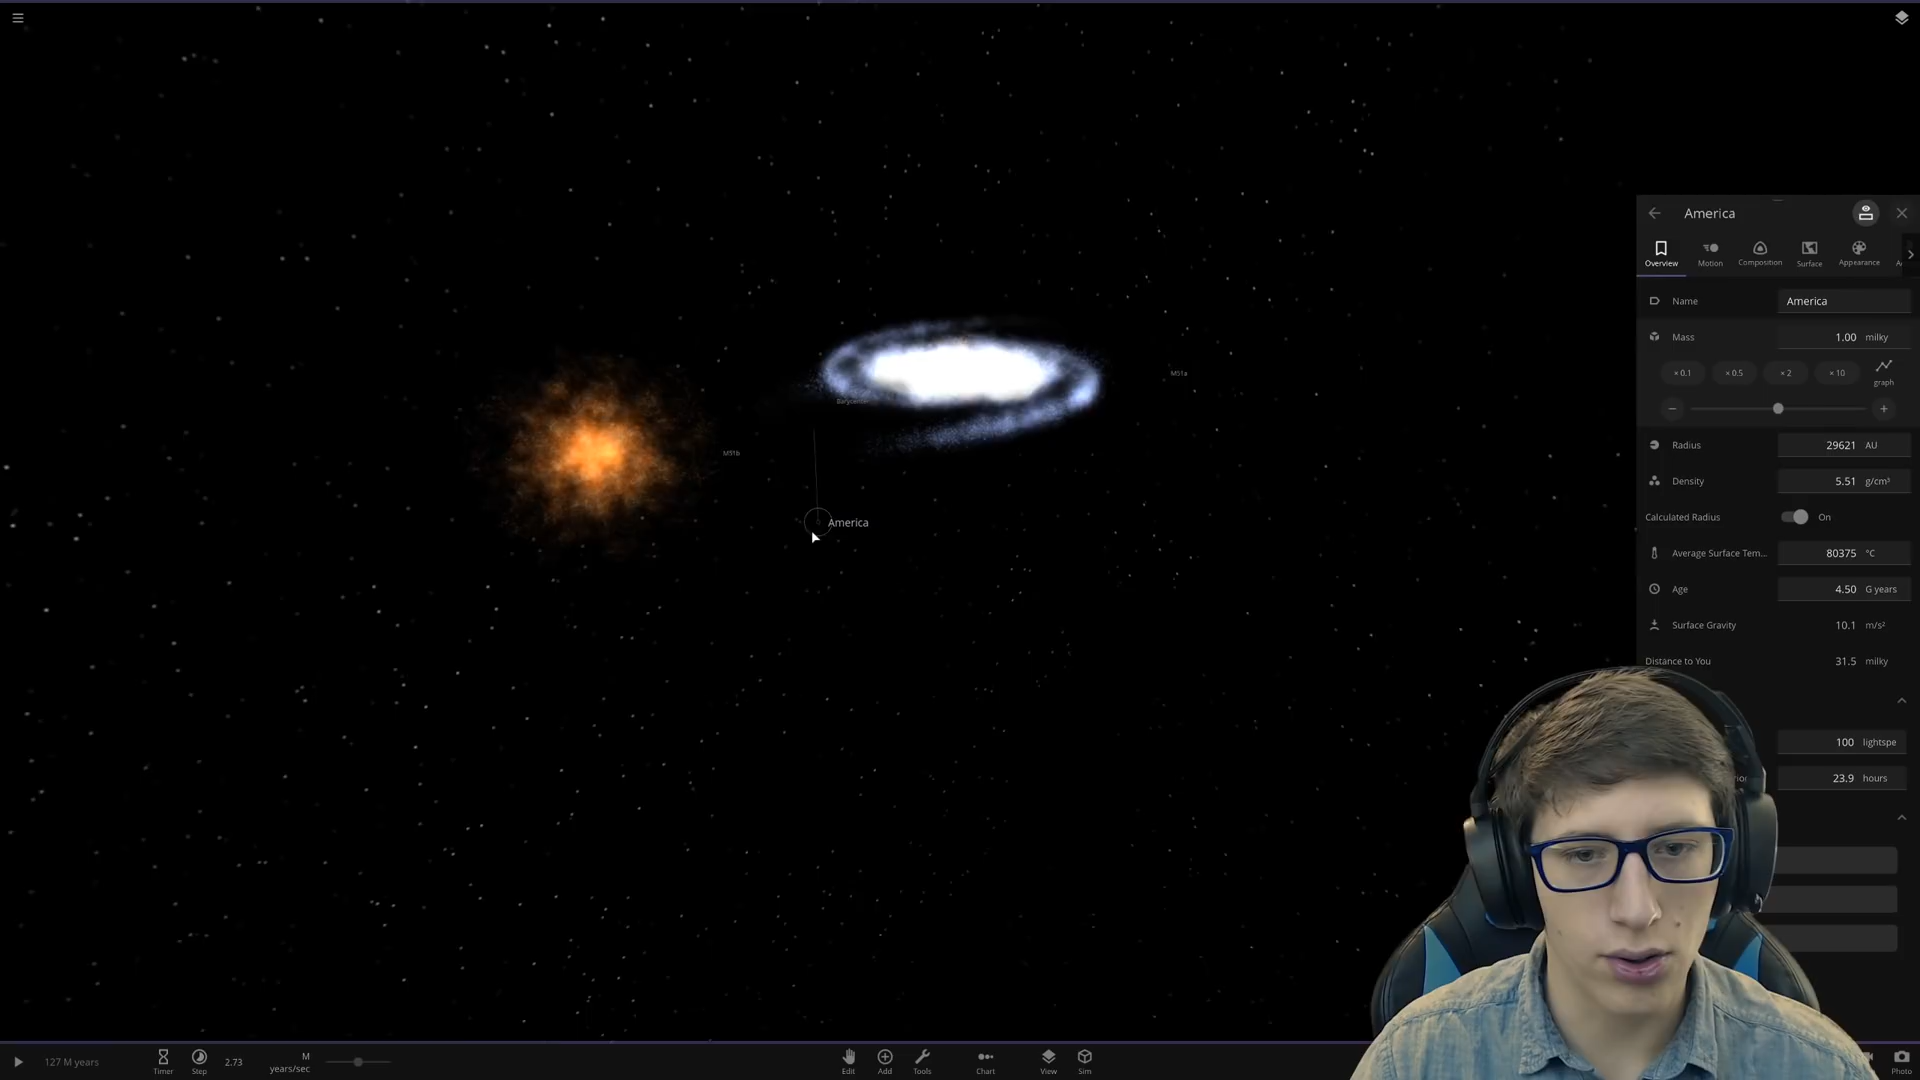 America
Overview
Motion
Composition
Surface
Appearance
Name America
Mass 1.00 milky
× 0.1 × 0.5 × 2 × 10 graph
Radius 29621 AU
Density 5.51 g/cm³
Calculated Radius On
Average Surface Tem... 80375 °C
Age 4.50 G years
Surface Gravity 10.1 m/s²
Distance to You 31.5 milky
100 lightspe
23.9 hours
M51a
Barycenter
M51b
America
127 M years
Timer
Step
2.73
M
years/sec
Edit
Add
Tools
Chart
View
Sim
Photo